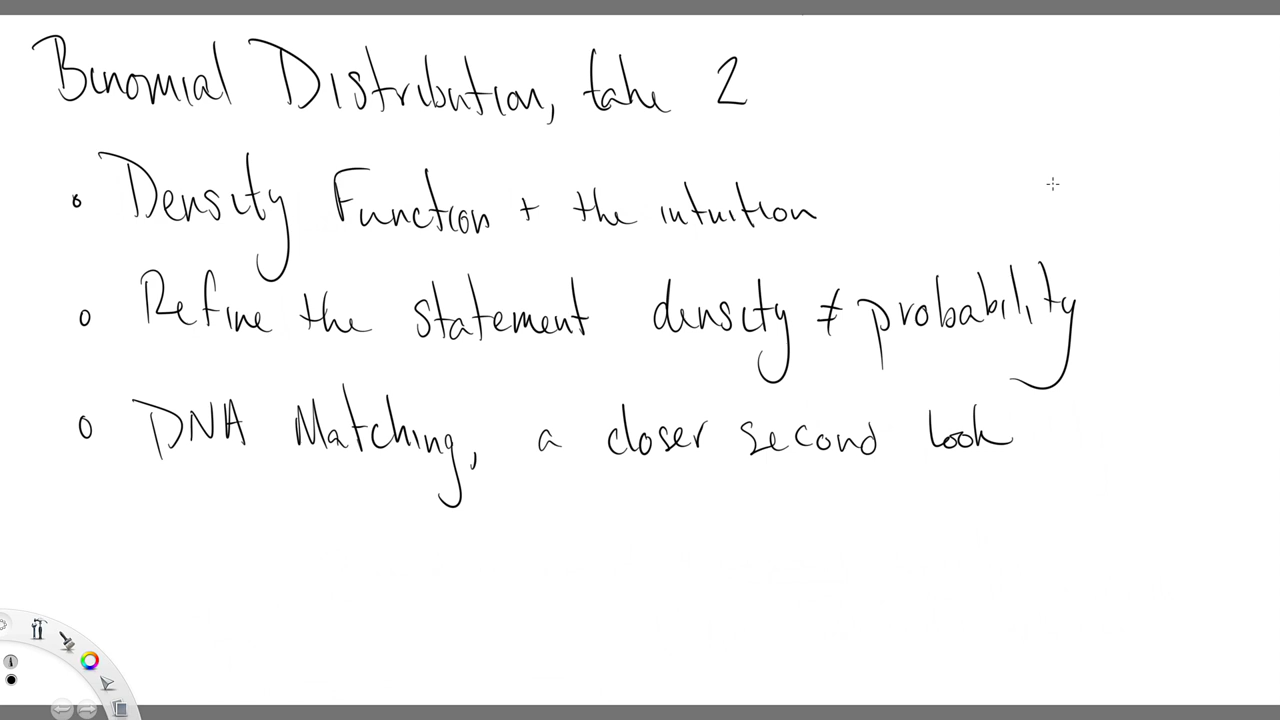 Binomial Distribution, take 2
• Density Function + the intuition
o Refine the statement density ≠ probability
o DNA Matching, a closer second look